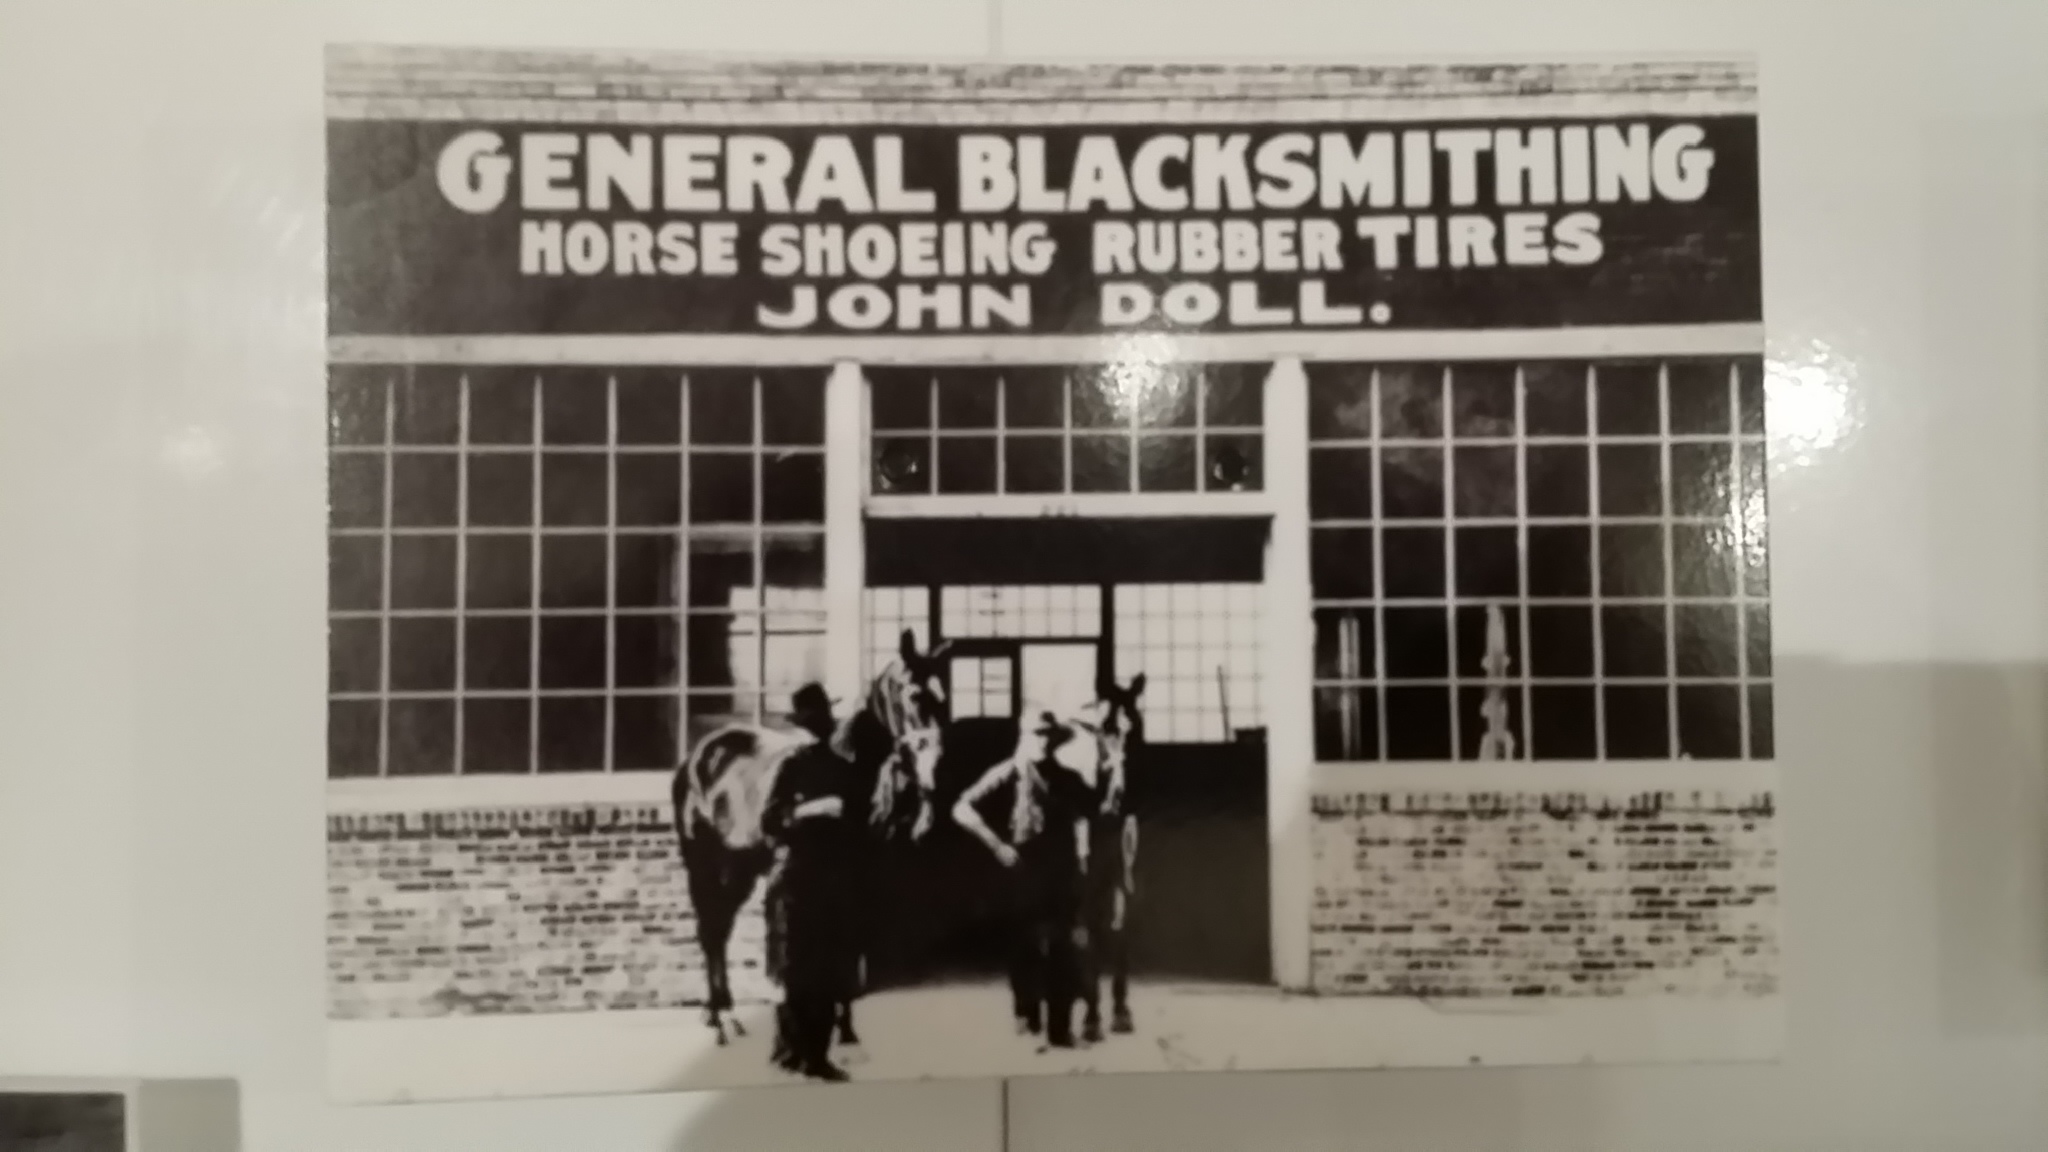 GENERAL BLACKSMITHING
HORSE SHOEING RUBBER TIRES
JOHN DOLL.